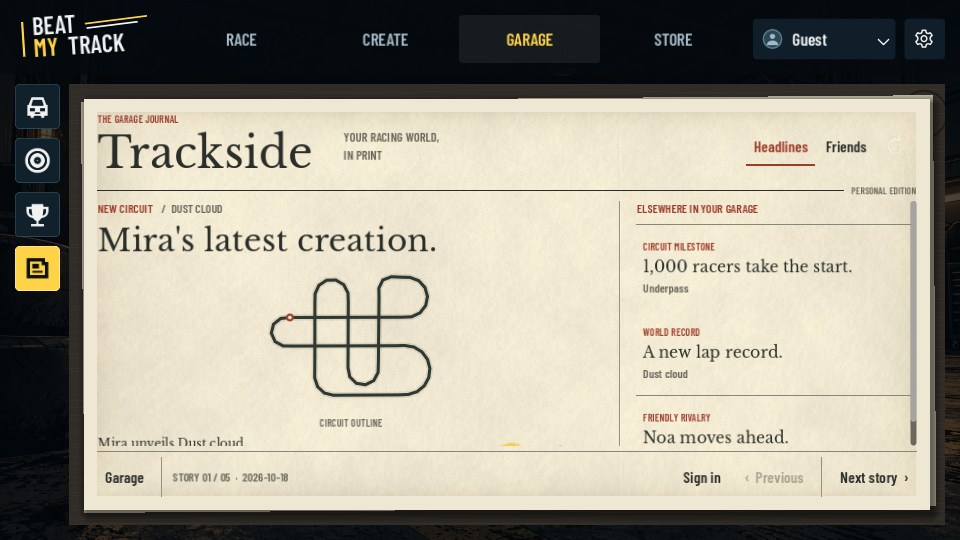 BEAT
MY TRACK
RACE
CREATE
GARAGE
STORE
Guest
THE GARAGE JOURNAL
Trackside
YOUR RACING WORLD,
IN PRINT
Headlines
Friends
PERSONAL EDITION
NEW CIRCUIT / DUST CLOUD
Mira's latest creation.
CIRCUIT OUTLINE
Mira unveils Dust cloud.
ELSEWHERE IN YOUR GARAGE
CIRCUIT MILESTONE
1,000 racers take the start.
Underpass
WORLD RECORD
A new lap record.
Dust cloud
FRIENDLY RIVALRY
Noa moves ahead.
Garage
STORY 01 / 05 · 2026-10-18
Sign in
‹ Previous
Next story ›